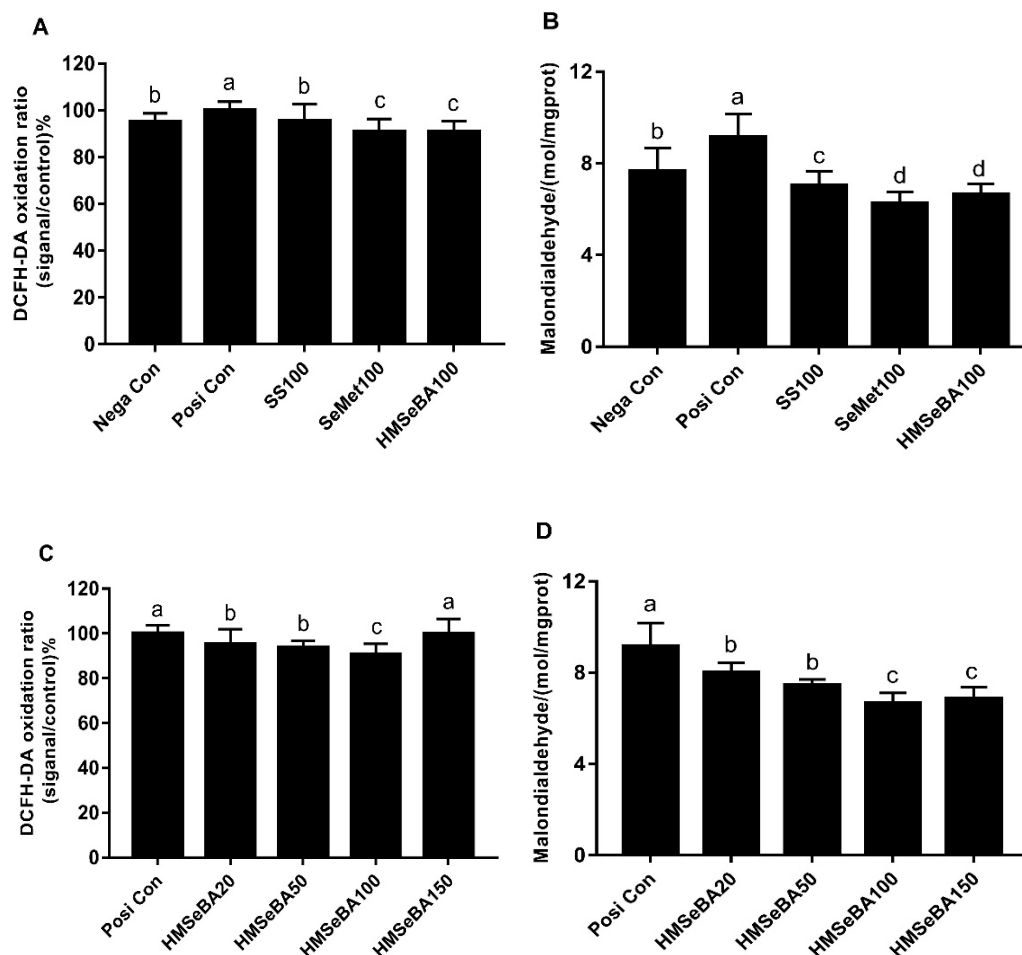 A
DCFH-DA oxidation ratio
(siganal/control)%
120
100
80
60
40
20
0
b
a
b
c
c
Nega Con
Posi Con
SS100
SeMet100
HMSeBA100
B
Malondialdehyde/(mol/mgprot)
12
8
4
0
b
a
c
d
d
Nega Con
Posi Con
SS100
SeMet100
HMSeBA100
C
DCFH-DA oxidation ratio
(siganal/control)%
120
100
80
60
40
20
0
a
b
b
c
a
Posi Con
HMSeBA20
HMSeBA50
HMSeBA100
HMSeBA150
D
Malondialdehyde/(mol/mgprot)
12
8
4
0
a
b
b
c
c
Posi Con
HMSeBA20
HMSeBA50
HMSeBA100
HMSeBA150